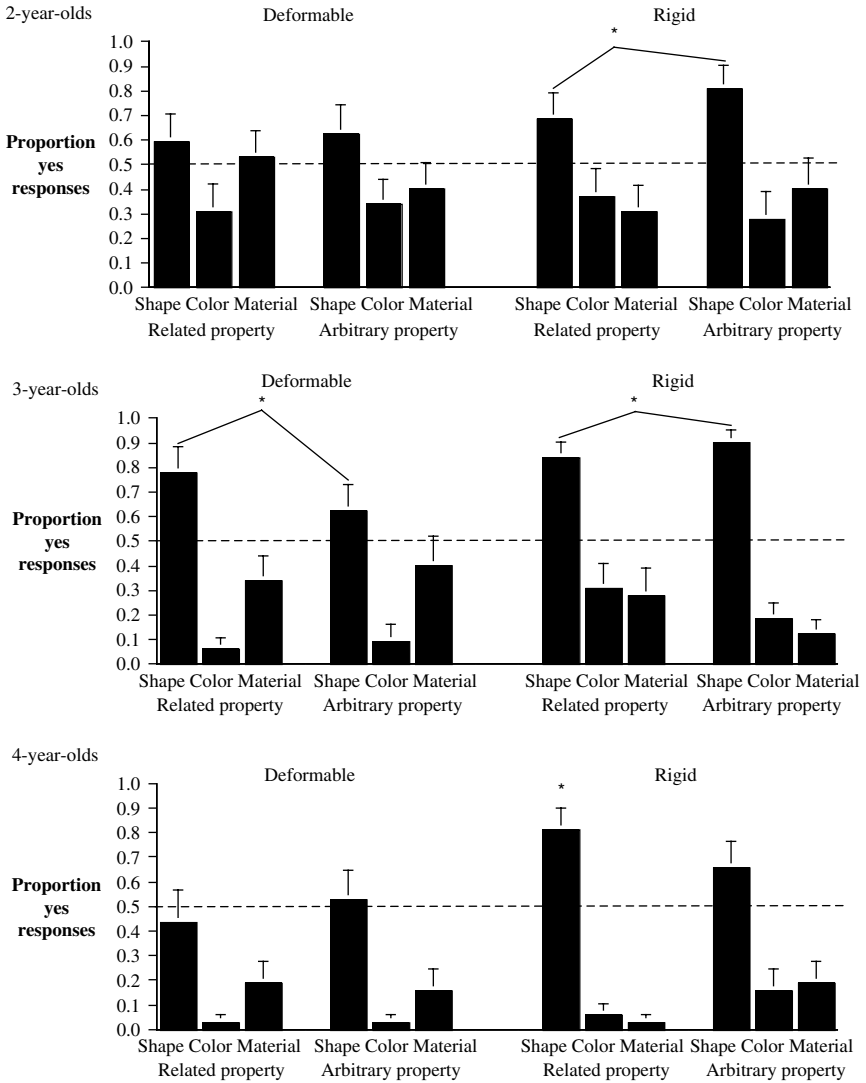 2-year-olds
Deformable Rigid
*
1.0
0.9
0.8
0.7
0.6
0.5
0.4
0.3
0.2
0.1
0.0
Proportion
yes
responses
Shape Color Material Shape Color Material Shape Color Material Shape Color Material
Related property Arbitrary property Related property Arbitrary property
3-year-olds
Deformable Rigid
* *
1.0
0.9
0.8
0.7
0.6
0.5
0.4
0.3
0.2
0.1
0.0
Proportion
yes
responses
Shape Color Material Shape Color Material Shape Color Material Shape Color Material
Related property Arbitrary property Related property Arbitrary property
4-year-olds
Deformable Rigid
*
1.0
0.9
0.8
0.7
0.6
0.5
0.4
0.3
0.2
0.1
0.0
Proportion
yes
responses
Shape Color Material Shape Color Material Shape Color Material Shape Color Material
Related property Arbitrary property Related property Arbitrary property